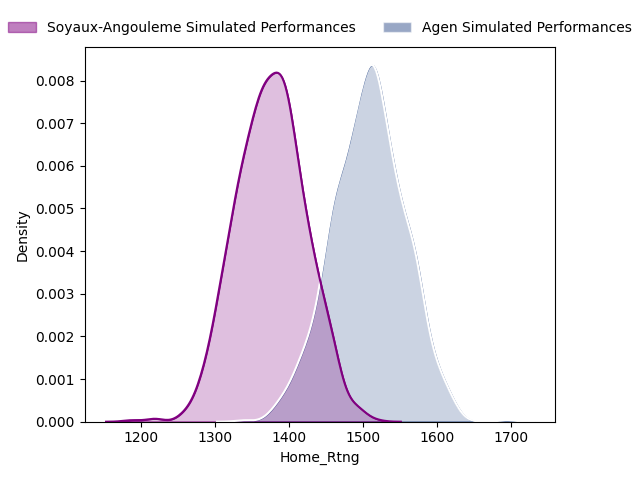 Soyaux-Angouleme Simulated Performances Agen Simulated Performances
0.008
0.007
0.006
0.005
0.004
0.003
0.002
0.001
0.000
Density
1200 1300 1400 1500 1600 1700
Home_Rtng